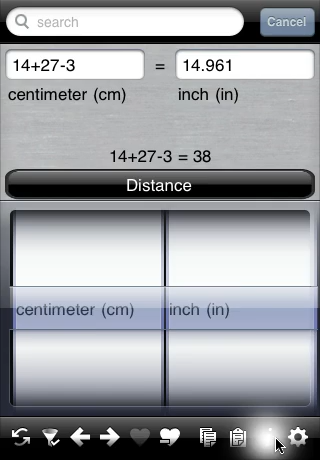 search
Cancel
14+27-3 = 14.961
centimeter (cm) inch (in)
14+27-3 = 38
Distance
centimeter (cm) inch (in)